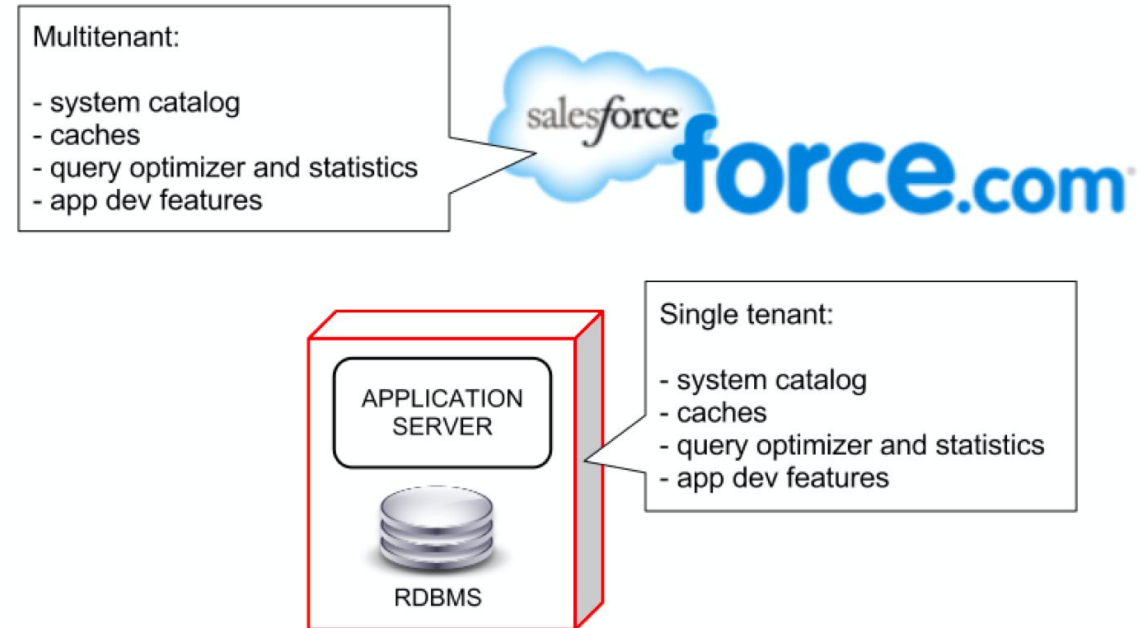 Multitenant:
- system catalog
- caches
- query optimizer and statistics
- app dev features
salesforce
force.com
Single tenant:
- system catalog
- caches
- query optimizer and statistics
- app dev features
APPLICATION
SERVER
RDBMS